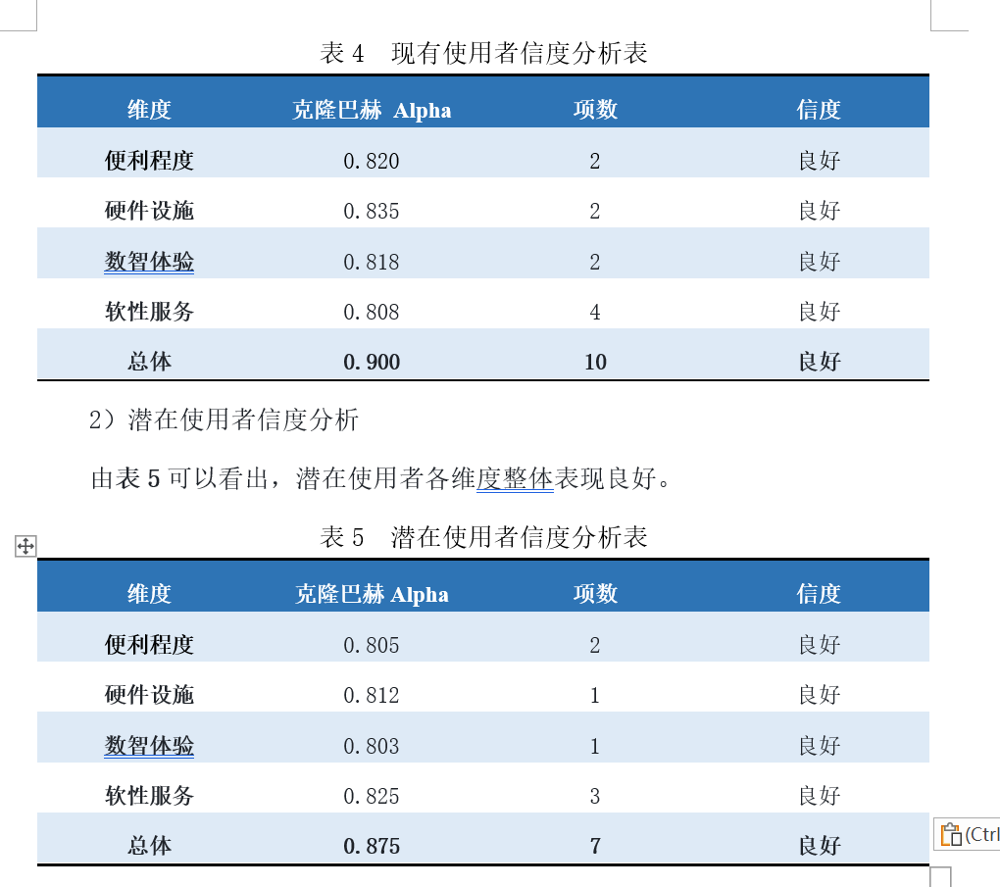 表 4 现有使用者信度分析表
维度 克隆巴赫 Alpha 项数 信度
便利程度 0.820 2 良好
硬件设施 0.835 2 良好
数智体验 0.818 2 良好
软性服务 0.808 4 良好
总体 0.900 10 良好
2）潜在使用者信度分析
由表 5 可以看出，潜在使用者各维度整体表现良好。
表 5 潜在使用者信度分析表
维度 克隆巴赫 Alpha 项数 信度
便利程度 0.805 2 良好
硬件设施 0.812 1 良好
数智体验 0.803 1 良好
软性服务 0.825 3 良好
总体 0.875 7 良好
(Ctrl